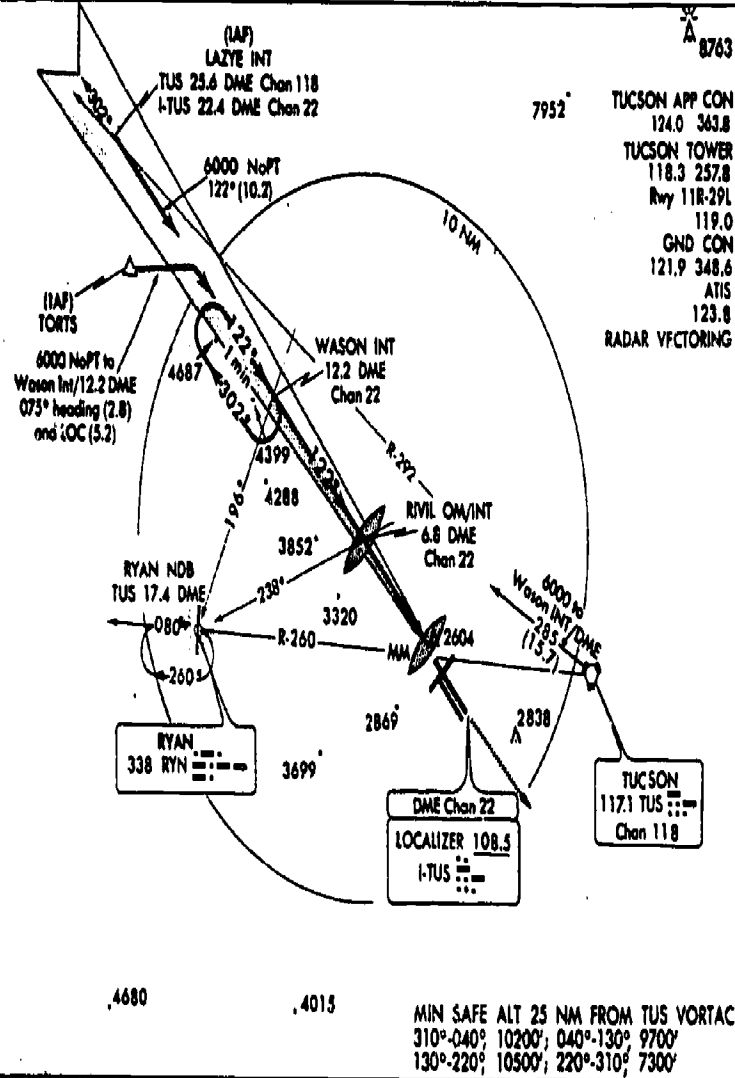 (IAF)
LAZYE INT
TUS 25.6 DME Chan 118
I-TUS 22.4 DME Chan 22
8763
7952
TUCSON APP CON
124.0 363.8
TUCSON TOWER
118.3 257.8
Rwy 11R-29L
119.0
GND CON
121.9 348.6
ATIS
123.8
RADAR VECTORING
302°
6000 NoPT
122° (10.2)
10 NM
(IAF)
TORTS
6000 NoPT to
Wason Int/12.2 DME
075° heading (2.8)
and LOC (5.2)
122°
1 min
302°
4687
WASON INT
12.2 DME
Chan 22
4399
122°
R-292
4288
196°
RIVIL OM/INT
6.8 DME
Chan 22
3852
238°
RYAN NDB
TUS 17.4 DME
3320
080°
260°
R-260
MM
2604
6000 to
Wason INT/DME
285°
(15.7)
2869
2838
RYAN
338 RYN
3699
TUCSON
117.1 TUS
Chan 118
DME Chan 22
LOCALIZER 108.5
I-TUS
4680
4015
MIN SAFE ALT 25 NM FROM TUS VORTAC
310°-040°, 10200'; 040°-130°, 9700'
130°-220°, 10500'; 220°-310°, 7300'